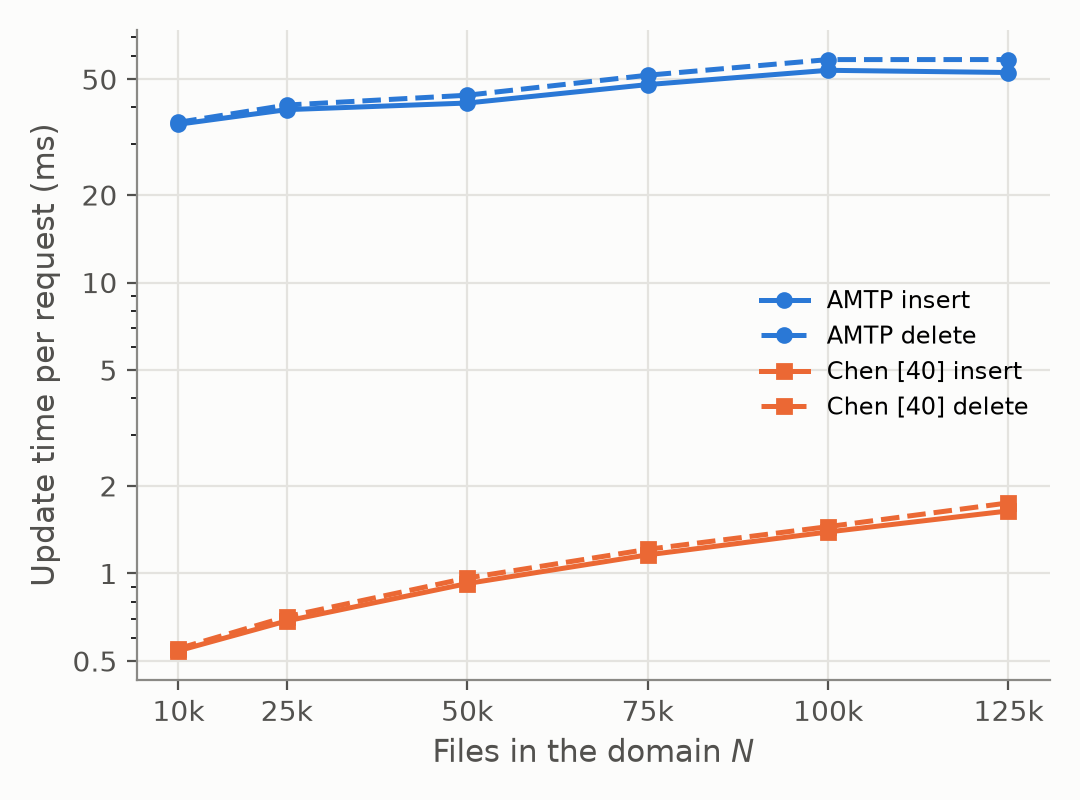 Update time per request (ms)
50
20
10
5
2
1
0.5
AMTP insert
AMTP delete
Chen [40] insert
Chen [40] delete
10k 25k 50k 75k 100k 125k
Files in the domain N